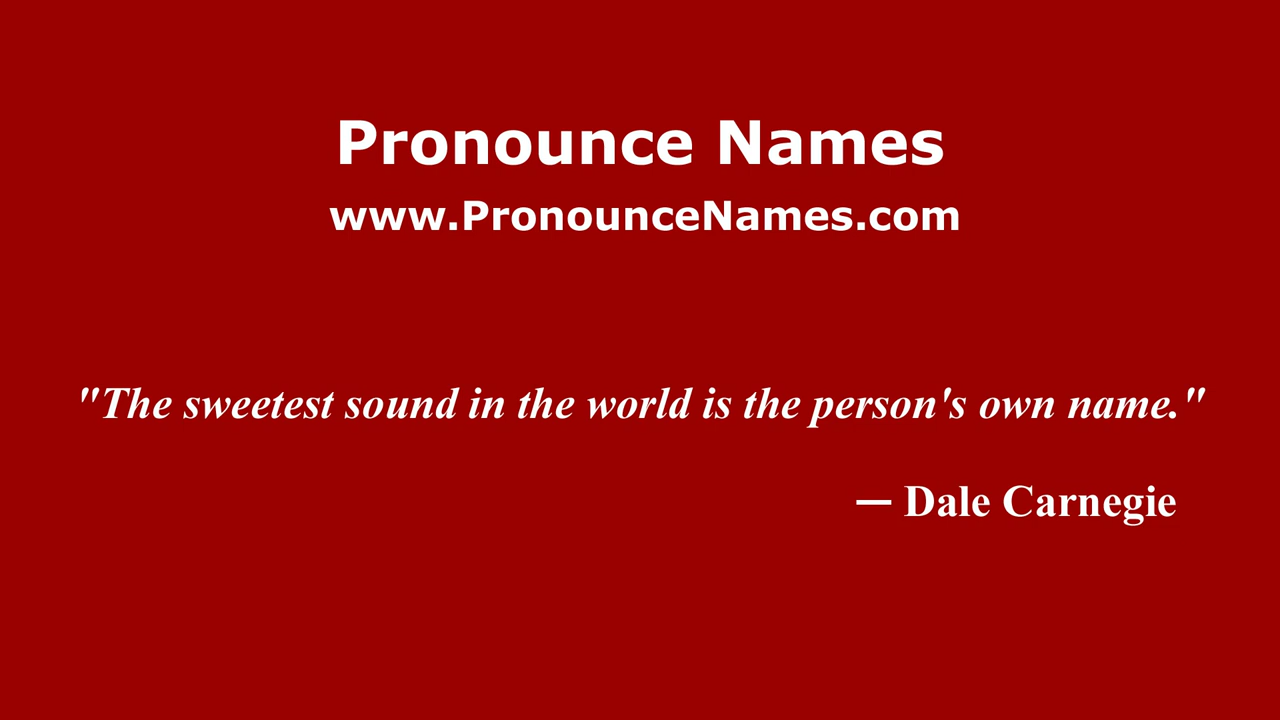 Pronounce Names
www.PronounceNames.com
"The sweetest sound in the world is the person's own name."
— Dale Carnegie